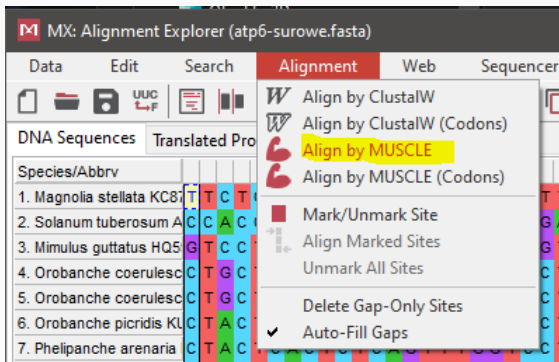 MX: Alignment Explorer (atp6-surowe.fasta)
Data Edit Search Alignment Web Sequencer
UUC
F
W Align by ClustalW
W Align by ClustalW (Codons)
Align by MUSCLE
Align by MUSCLE (Codons)
Mark/Unmark Site
Align Marked Sites
Unmark All Sites
Delete Gap-Only Sites
Auto-Fill Gaps
DNA Sequences Translated Pro
Species/Abbrv
1. Magnolia stellata KC87 T T C T
2. Solanum tuberosum A C C A C
3. Mimulus guttatus HQ5 G T C C
4. Orobanche coerulesc C T G C
5. Orobanche coerulesc C T G C
6. Orobanche picridis KU C T A C
7. Phelipanche arenaria C T A C